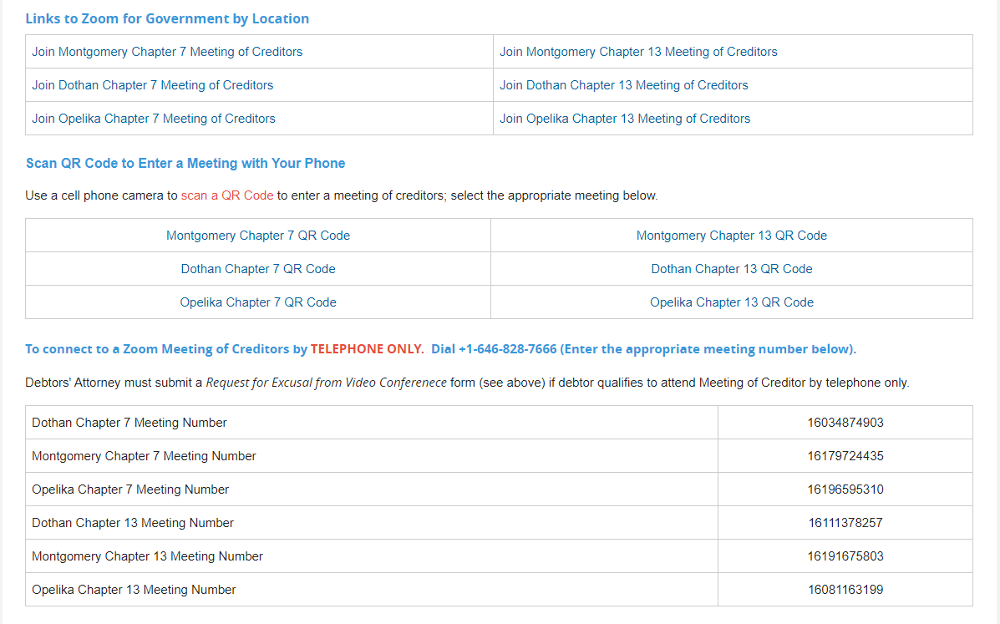 Links to Zoom for Government by Location
Join Montgomery Chapter 7 Meeting of Creditors
Join Montgomery Chapter 13 Meeting of Creditors
Join Dothan Chapter 7 Meeting of Creditors
Join Dothan Chapter 13 Meeting of Creditors
Join Opelika Chapter 7 Meeting of Creditors
Join Opelika Chapter 13 Meeting of Creditors
Scan QR Code to Enter a Meeting with Your Phone
Use a cell phone camera to scan a QR Code to enter a meeting of creditors; select the appropriate meeting below.
Montgomery Chapter 7 QR Code
Montgomery Chapter 13 QR Code
Dothan Chapter 7 QR Code
Dothan Chapter 13 QR Code
Opelika Chapter 7 QR Code
Opelika Chapter 13 QR Code
To connect to a Zoom Meeting of Creditors by TELEPHONE ONLY.  Dial +1-646-828-7666 (Enter the appropriate meeting number below).
Debtors' Attorney must submit a Request for Excusal from Video Conferenece form (see above) if debtor qualifies to attend Meeting of Creditor by telephone only.
Dothan Chapter 7 Meeting Number 16034874903
Montgomery Chapter 7 Meeting Number 16179724435
Opelika Chapter 7 Meeting Number 16196595310
Dothan Chapter 13 Meeting Number 16111378257
Montgomery Chapter 13 Meeting Number 16191675803
Opelika Chapter 13 Meeting Number 16081163199